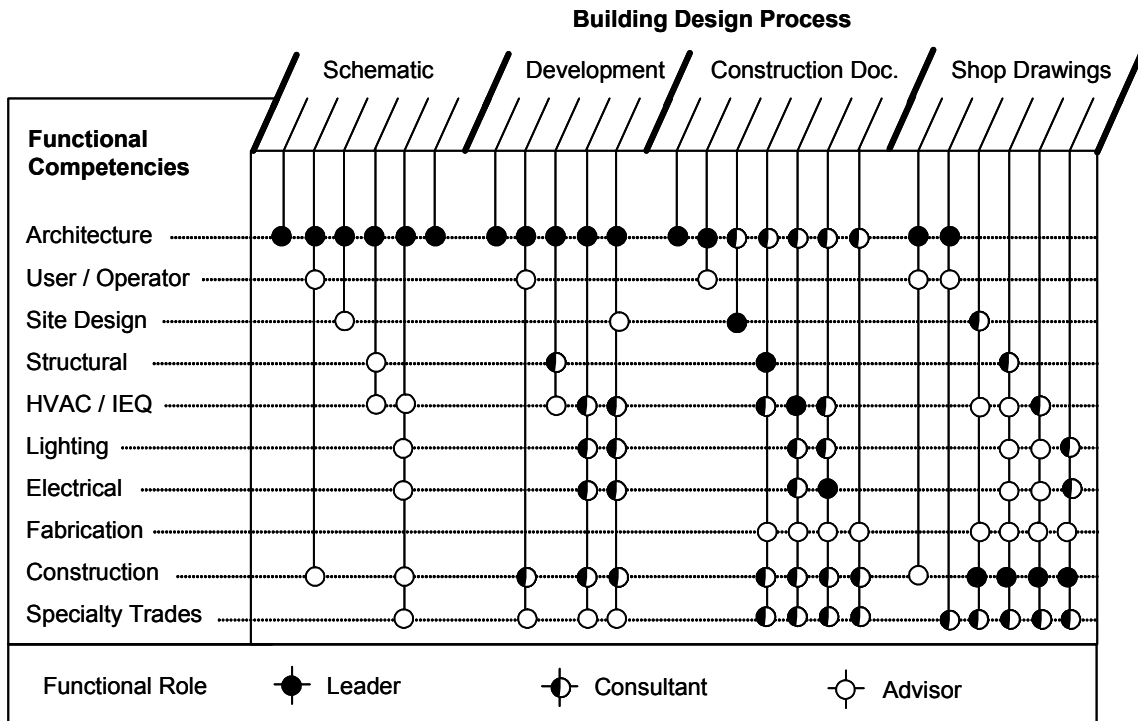 Building Design Process
Schematic
Development
Construction Doc.
Shop Drawings
Functional
Competencies
Architecture
User / Operator
Site Design
Structural
HVAC / IEQ
Lighting
Electrical
Fabrication
Construction
Specialty Trades
Functional Role
Leader
Consultant
Advisor